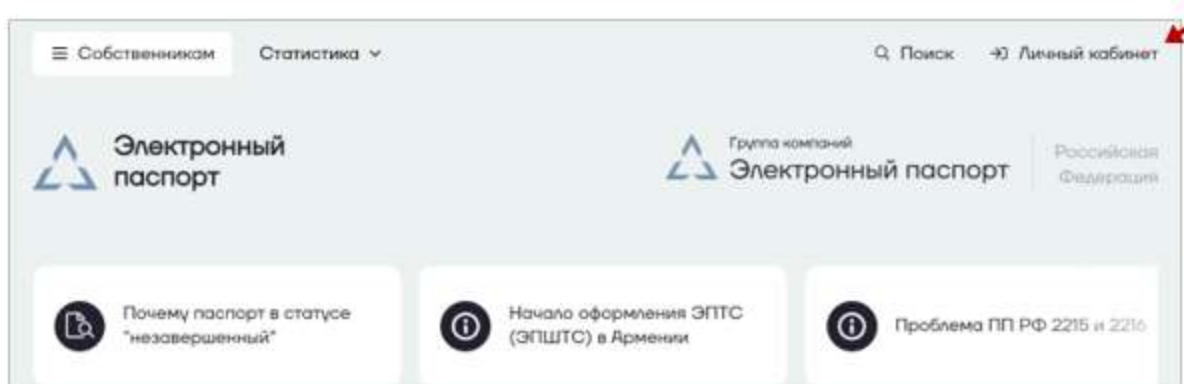 Собственникам Статистика Поиск Личный кабинет
Электронный
паспорт
Группа компаний
Электронный паспорт
Российская
Федерация
Почему паспорт в статусе
"незавершенный"
Начало оформления ЭПТС
(ЭПШТС) в Армении
Проблема ПП РФ 2215 и 2216